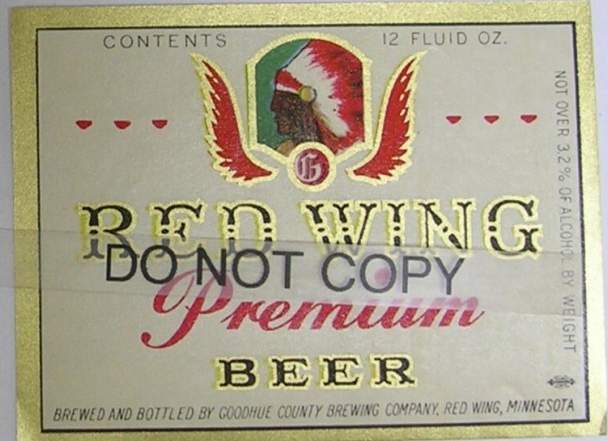 CONTENTS 12 FLUID OZ.
G
RED WING
DO NOT COPY
Premium
BEER
NOT OVER 3.2% OF ALCOHOL BY WEIGHT
BREWED AND BOTTLED BY GOODHUE COUNTY BREWING COMPANY, RED WING, MINNESOTA